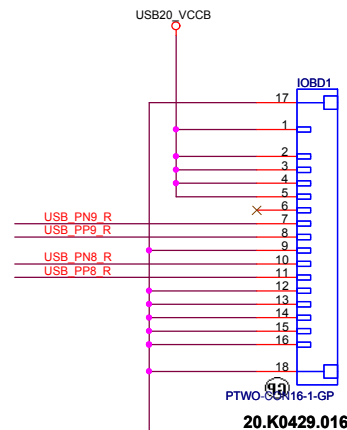 USB20_VCCB
IOBD1
17
1
2
3
4
5
6
USB_PN9_R
7
USB_PP9_R
8
9
USB_PN8_R
10
USB_PP8_R
11
12
13
14
15
16
18
PTWO-CON16-1-GP
20.K0429.016